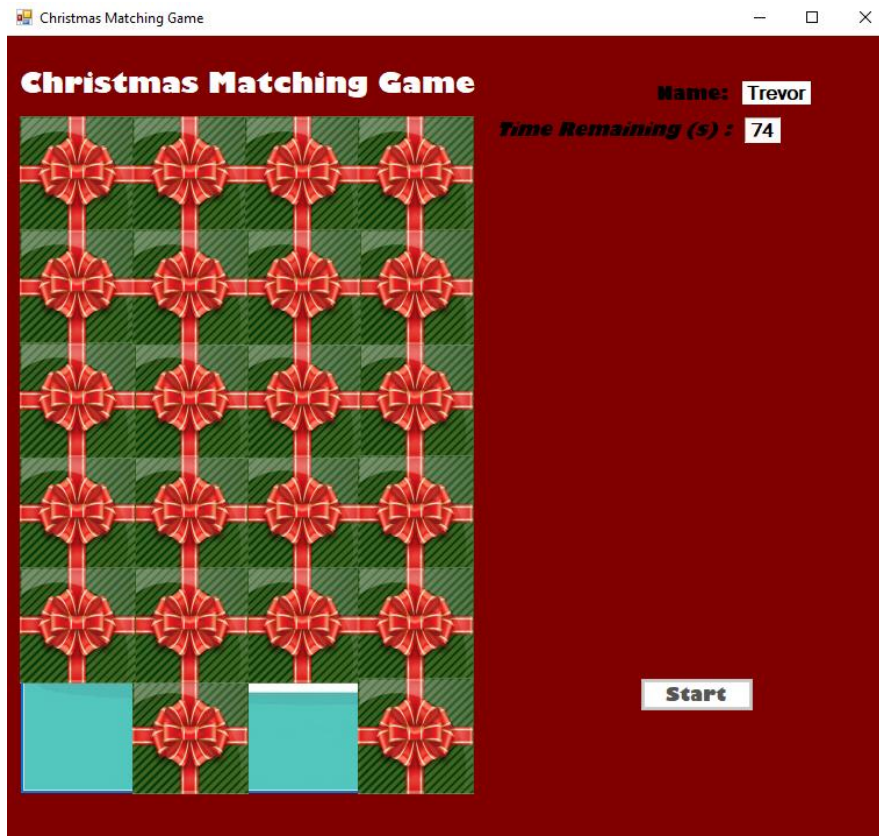 Christmas Matching Game
Christmas Matching Game
Name: Trevor
Time Remaining (s) : 74
Start